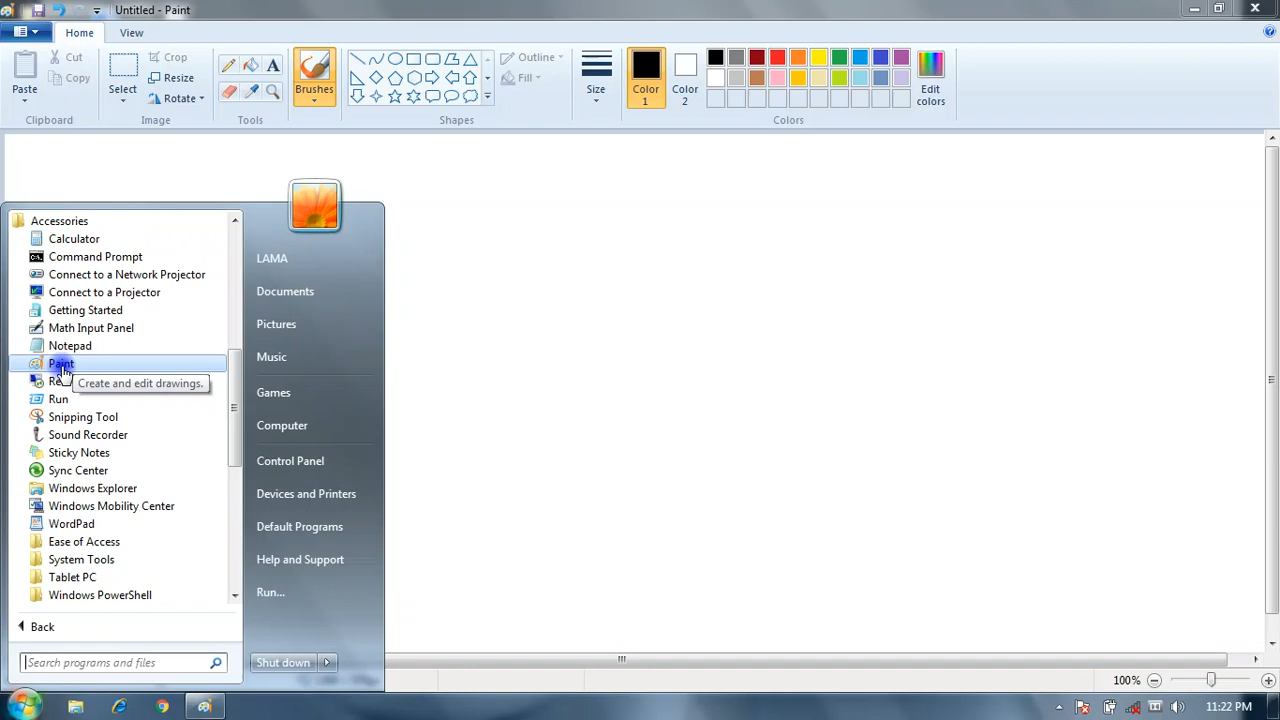 Untitled - Paint
Home
View
Paste
Cut
Copy
Clipboard
Select
Crop
Resize
Rotate
Image
A
Tools
Brushes
Shapes
Outline
Fill
Size
Color 1
Color 2
Edit colors
Colors
Accessories
Calculator
Command Prompt
Connect to a Network Projector
Connect to a Projector
Getting Started
Math Input Panel
Notepad
Paint
Create and edit drawings.
Run
Snipping Tool
Sound Recorder
Sticky Notes
Sync Center
Windows Explorer
Windows Mobility Center
WordPad
Ease of Access
System Tools
Tablet PC
Windows PowerShell
Back
Search programs and files
LAMA
Documents
Pictures
Music
Games
Computer
Control Panel
Devices and Printers
Default Programs
Help and Support
Run...
Shut down
100%
11:22 PM